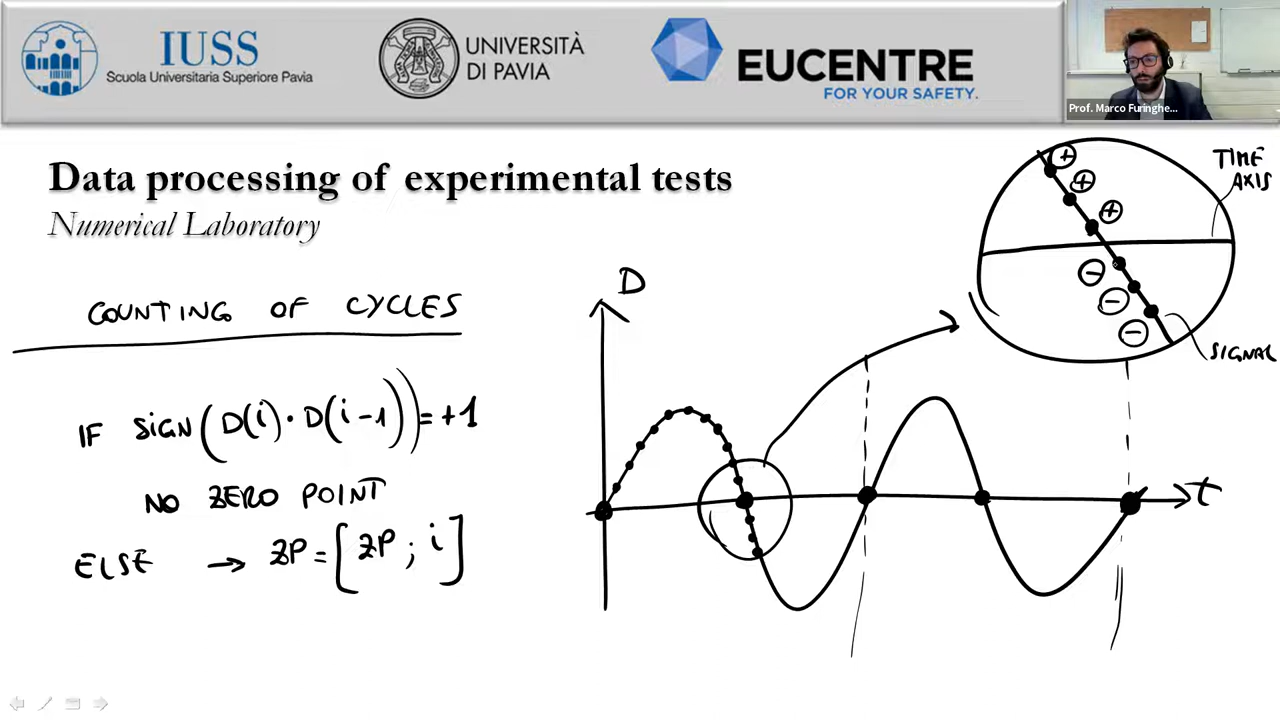 IUSS
Scuola Universitaria Superiore Pavia
UNIVERSITÀ
DI PAVIA
EUCENTRE
FOR YOUR SAFETY.
Prof. Marco Furinghe...
Data processing of experimental tests
Numerical Laboratory
COUNTING OF CYCLES
IF SIGN(D(i)·D(i-1))=+1
NO ZERO POINT
ELSE → ZP=[ZP; i]
D
t
+
+
+
-
-
-
TIME
AXIS
SIGNAL